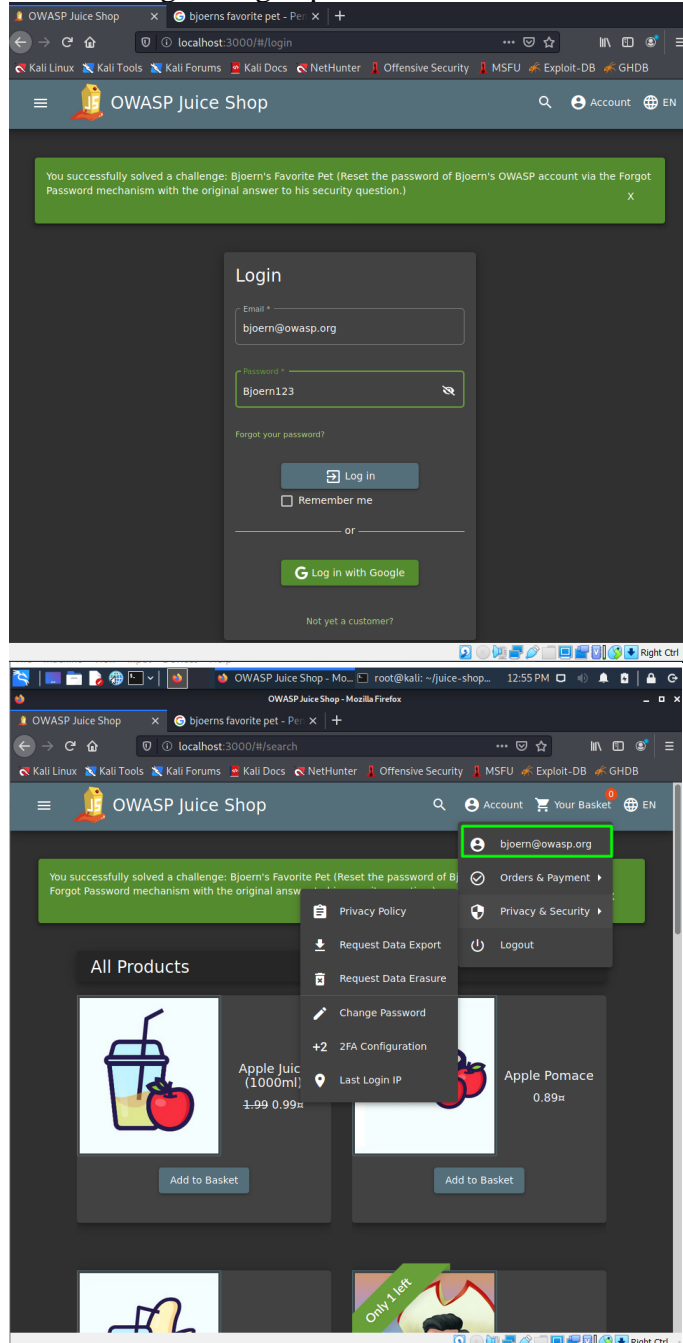 OWASP Juice Shop
bjoerns favorite pet - Per
localhost:3000/#/login
Kali Linux Kali Tools Kali Forums Kali Docs NetHunter Offensive Security MSFU Exploit-DB GHDB
OWASP Juice Shop
Account
EN
You successfully solved a challenge: Bjoern's Favorite Pet (Reset the password of Bjoern's OWASP account via the Forgot
Password mechanism with the original answer to his security question.)
X
Login
Email *
bjoern@owasp.org
Password *
Bjoern123
Forgot your password?
Log in
Remember me
or
G Log in with Google
Not yet a customer?
Right Ctrl
OWASP Juice Shop - Mo...
root@kali: ~/juice-shop...
12:55 PM
OWASP Juice Shop - Mozilla Firefox
OWASP Juice Shop
bjoerns favorite pet - Per
localhost:3000/#/search
Kali Linux Kali Tools Kali Forums Kali Docs NetHunter Offensive Security MSFU Exploit-DB GHDB
OWASP Juice Shop
Account
0
Your Basket
EN
bjoern@owasp.org
You successfully solved a challenge: Bjoern's Favorite Pet (Reset the password of
Forgot Password mechanism with the original
Orders & Payment
Privacy & Security
Logout
Privacy Policy
Request Data Export
Request Data Erasure
Change Password
+2 2FA Configuration
Last Login IP
All Products
Apple Juic
(1000ml)
1.99 0.99¤
Apple Pomace
0.89¤
Add to Basket
Add to Basket
Only 1 left
Right Ctrl